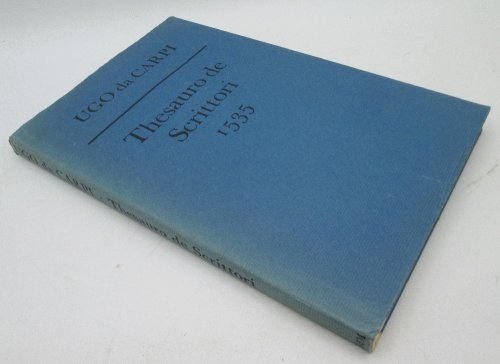 UGO da CARPI
Thesauro de
Scrittori
1535
UGO da CARPI - Thesauro de Scrittori